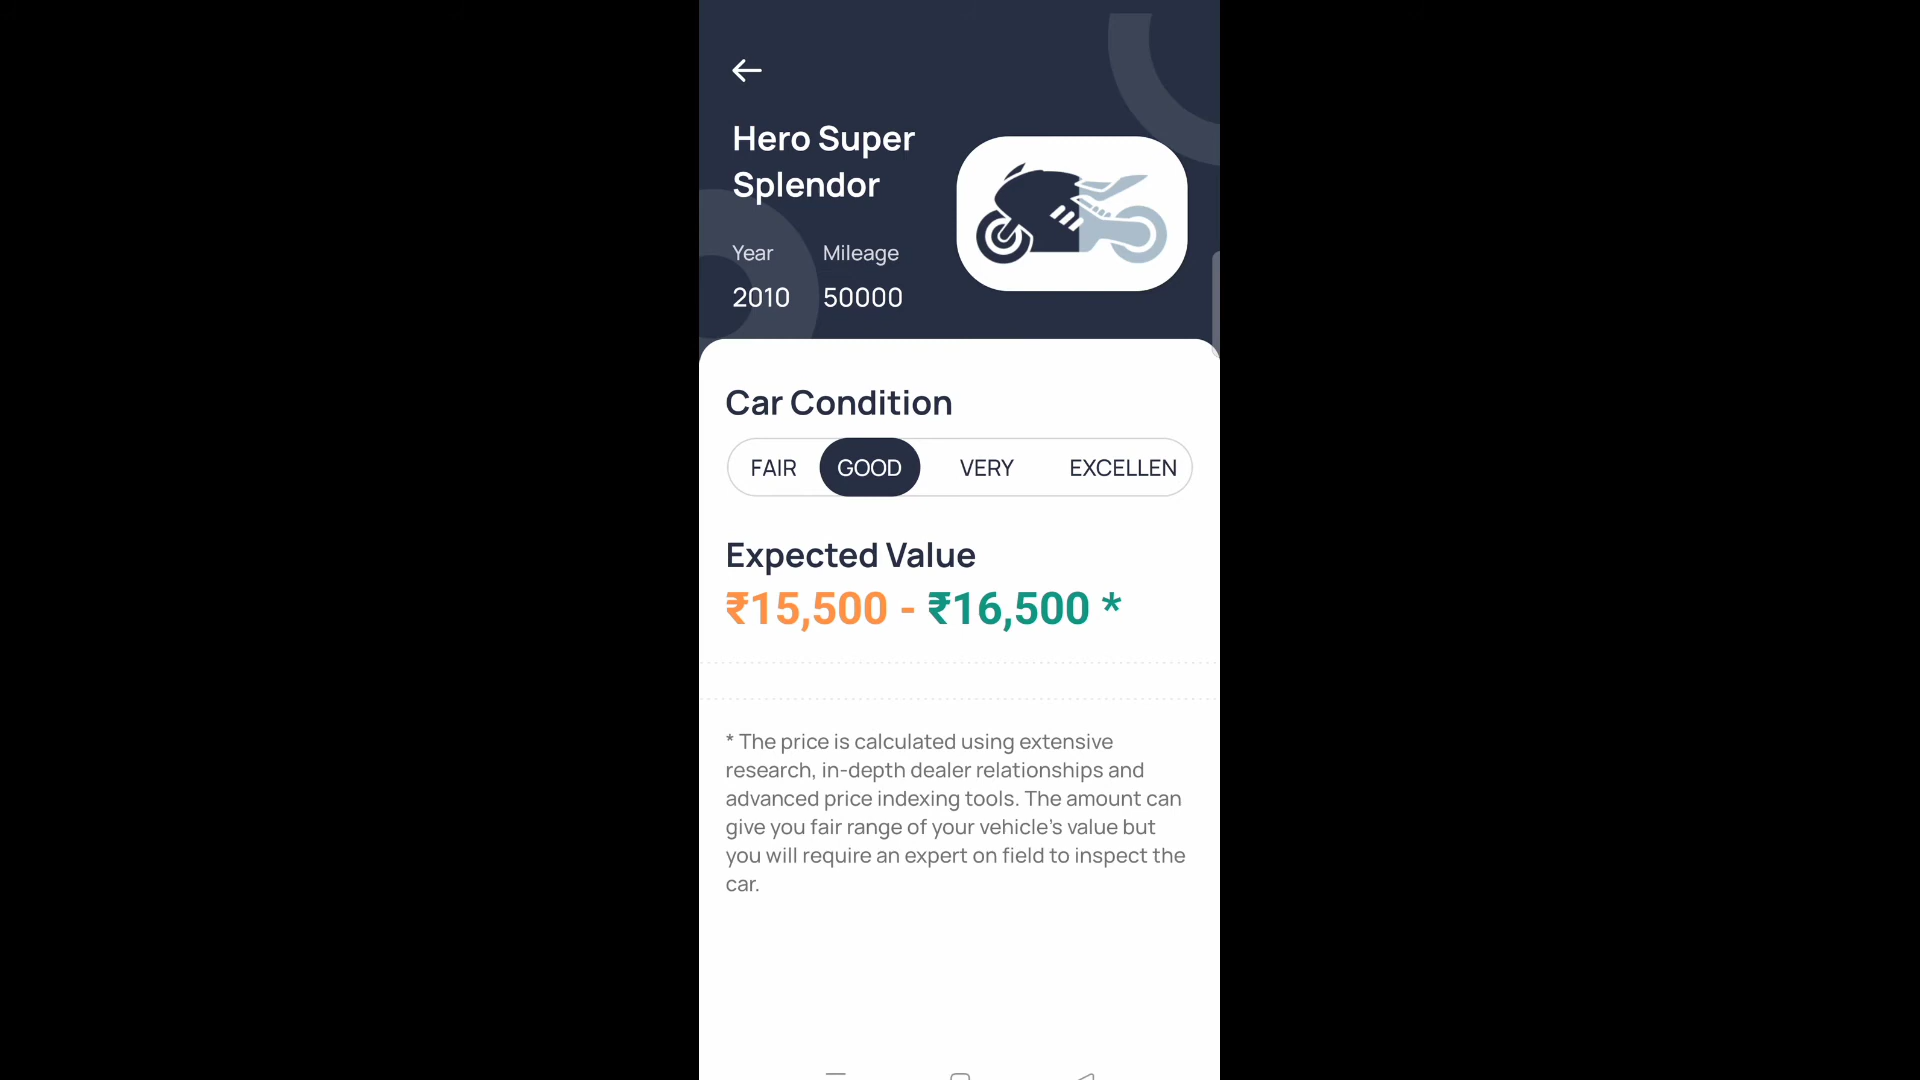 Hero Super
Splendor
Year Mileage
2010 50000
Car Condition
FAIR GOOD VERY EXCELLEN
Expected Value
₹15,500 - ₹16,500 *
* The price is calculated using extensive
research, in-depth dealer relationships and
advanced price indexing tools. The amount can
give you fair range of your vehicle's value but
you will require an expert on field to inspect the
car.